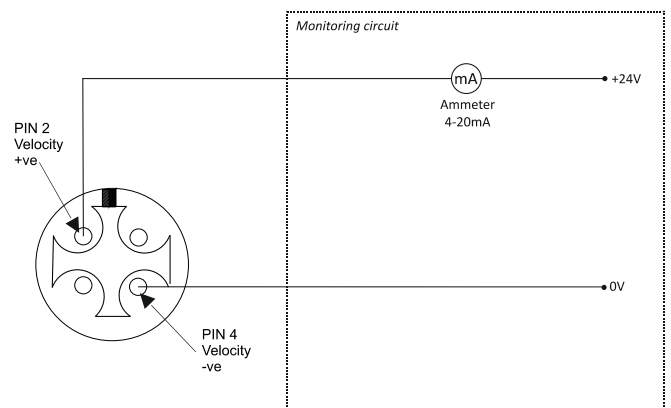 Monitoring circuit
mA
+24V
Ammeter
4-20mA
PIN 2
Velocity
+ve
0V
PIN 4
Velocity
-ve